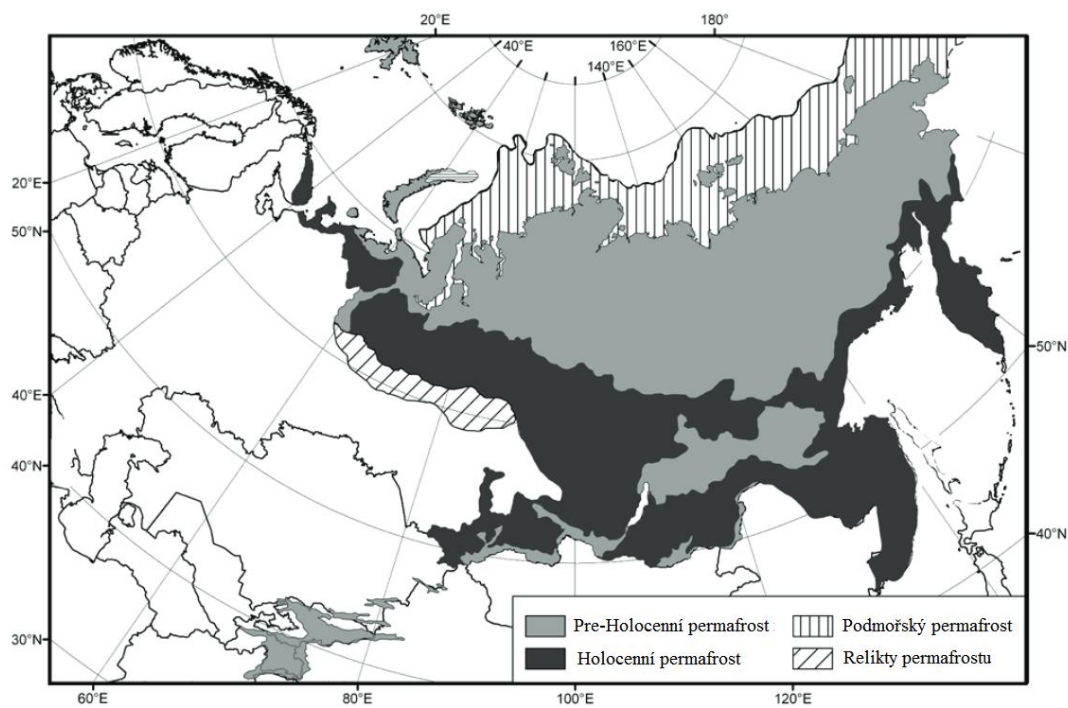 20°E
180°
40°E
160°E
140°E
20°E
50°N
40°E
40°N
30°N
50°N
40°N
Pre-Holocenní permafrost
Podmořský permafrost
Holocenní permafrost
Relikty permafrostu
60°E
80°E
100°E
120°E